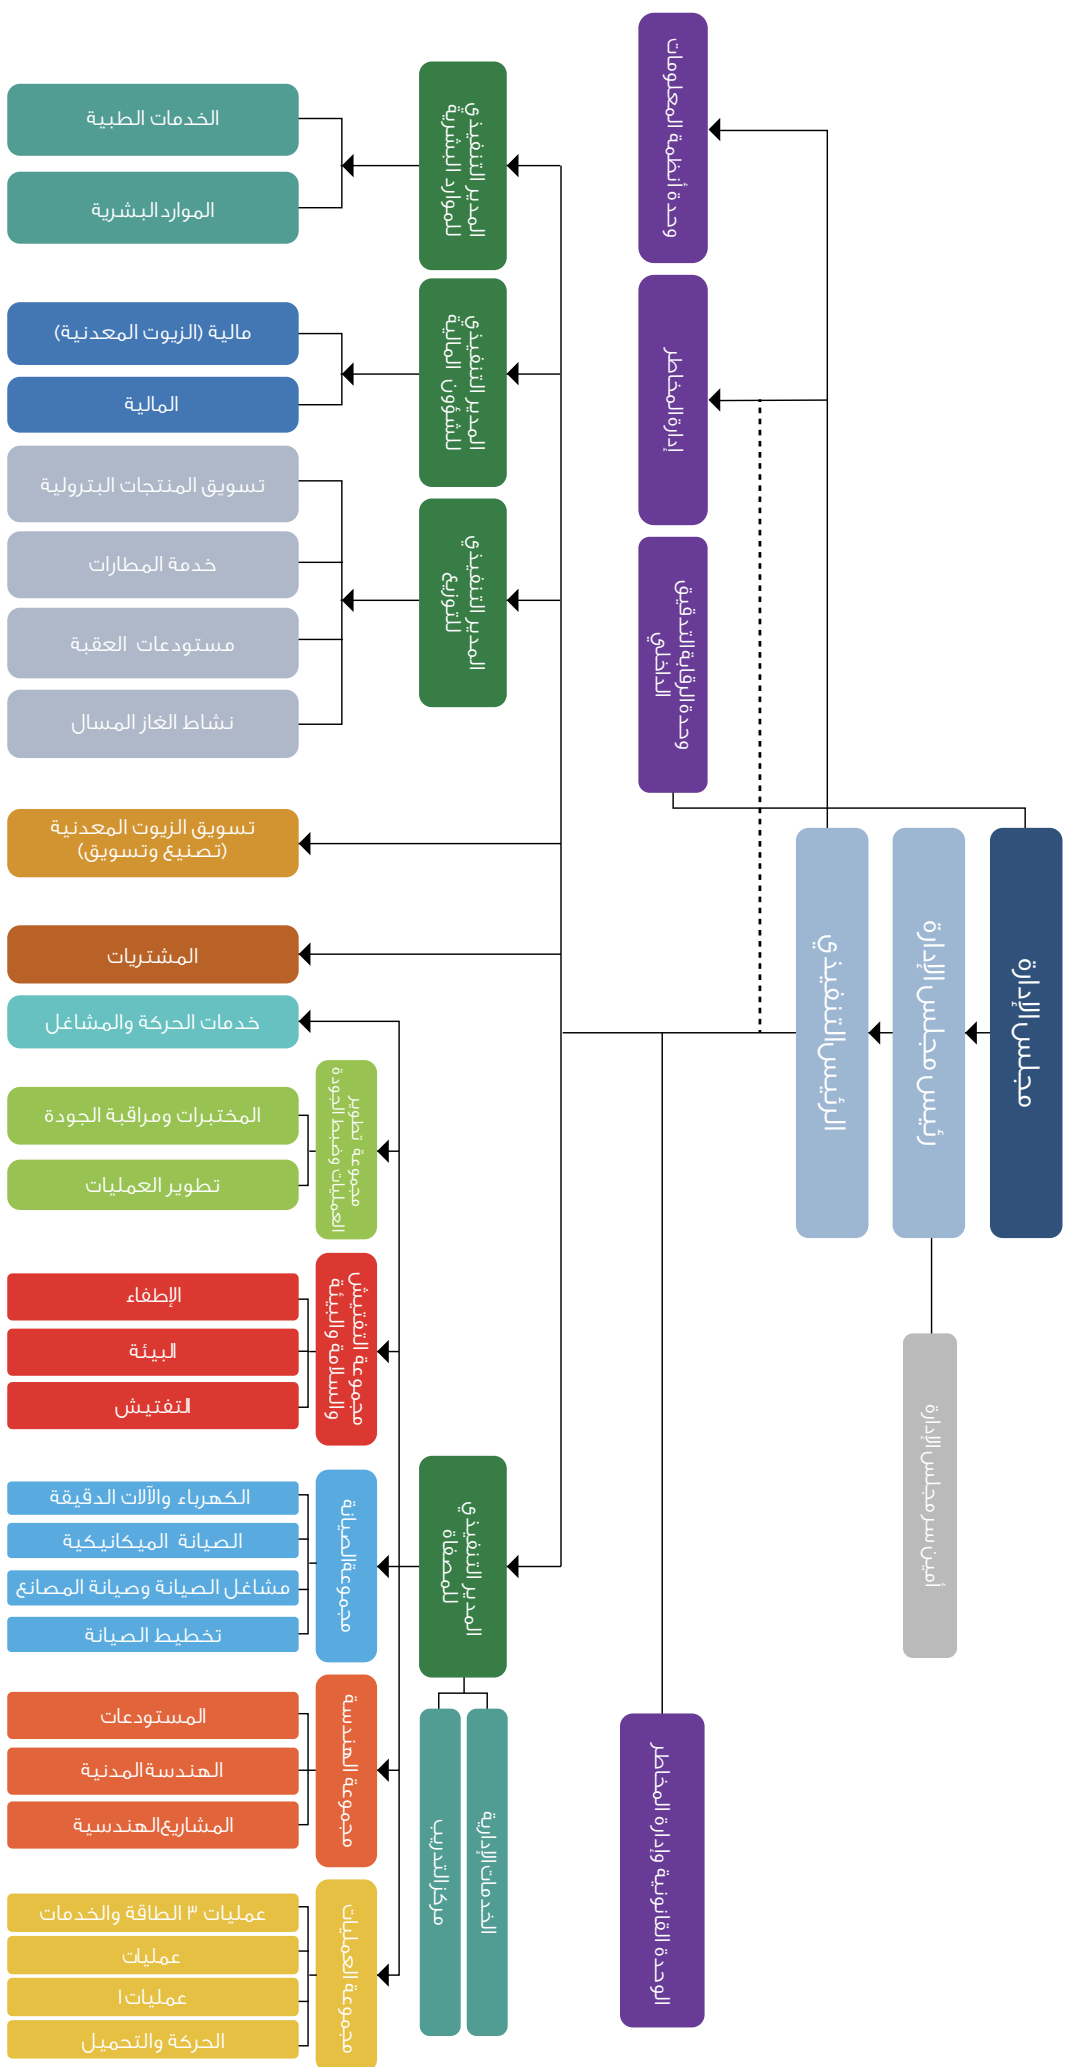 مجلس الإدارة
رئيس مجلس الإدارة
الرئيس التنفيذي
أمين سر مجلس الإدارة
وحدة أنظمة المعلومات
إدارة المخاطر
وحدة الرقابة التدقيق
الداخلي
الوحدة القانونية وإدارة المخاطر
المدير التنفيذي
للموارد البشرية
الخدمات الطبية
الموارد البشرية
المدير التنفيذي
للشؤون المالية
مالية (الزيوت المعدنية)
المالية
المدير التنفيذي
للتوزيع
تسويق المنتجات البترولية
خدمة المطارات
مستودعات العقبة
نشاط الغاز المسال
تسويق الزيوت المعدنية
(تصنيع وتسويق)
المشتريات
المدير التنفيذي
للمصفاة
الخدمات الإدارية
مركز التدريب
خدمات الحركة والمشاغل
مجموعة تطوير
العمليات وضبط الجودة
المختبرات ومراقبة الجودة
تطوير العمليات
مجموعة التفتيش
والسلامة والبيئة
الإطفاء
البيئة
التفتيش
مجموعة الصيانة
الكهرباء والآلات الدقيقة
الصيانة الميكانيكية
مشاغل الصيانة وصيانة المصانع
تخطيط الصيانة
مجموعة الهندسة
المستودعات
الهندسة المدنية
المشاريع الهندسية
مجموعة العمليات
عمليات ٣ الطاقة والخدمات
عمليات
عمليات ١
الحركة والتحميل